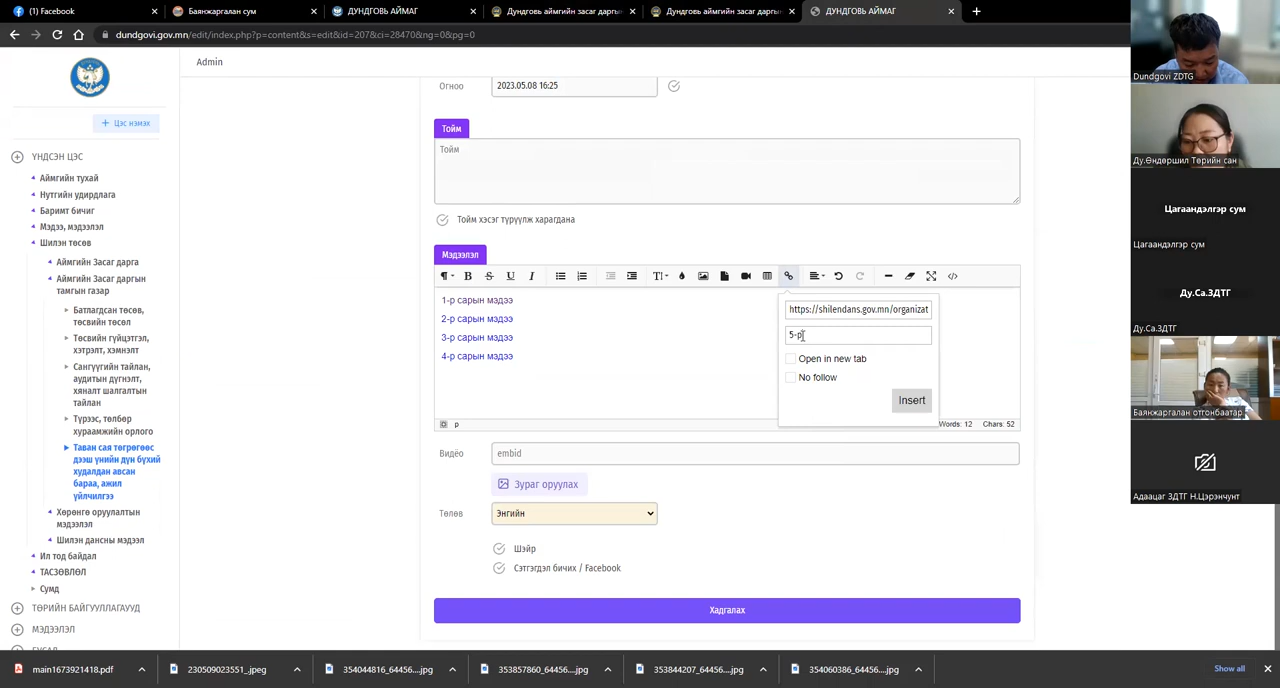 (1) Facebook
Баянжаргалан сум
ДУНДГОВЬ АЙМАГ
Дундговь аймгийн засаг дарга
Дундговь аймгийн засаг дарга
ДУНДГОВЬ АЙМАГ
dundgovi.gov.mn/edit/index.php?p=content&s=edit&id=207&ci=28470&ng=0&pg=0
Admin
+ Цэс нэмэх
ҮНДСЭН ЦЭС
Аймгийн тухай
Нутгийн удирдлага
Баримт бичиг
Мэдээ, мэдээлэл
Шилэн төсөв
Аймгийн Засаг дарга
Аймгийн Засаг даргын
тамгын газар
Батлагдсан төсөв,
төсвийн төсөл
Төсвийн гүйцэтгэл,
хэтрэлт, хэмнэлт
Сангүүгийн тайлан,
аудитын дүгнэлт,
хяналт шалгалтын
тайлан
Түрээс, төлбөр
хураамжийн орлого
Таван сая төгрөгөөс
дээш үнийн дүн бүхий
худалдан авсан
бараа, ажил
үйлчилгээ
Хөрөнгө оруулалтын
мэдээлэл
Шилэн дансны мэдээл
Ил тод байдал
ТАСЗӨВЛӨЛ
Сумд
ТӨРИЙН БАЙГУУЛЛАГААУД
МЭДЭЭЛЭЛ
Огноо
2023.05.08 16:25
Тойм
Тойм
Тойм хэсэг түрүүлж харагдана
Мэдээлэл
1-р сарын мэдээ
2-р сарын мэдээ
3-р сарын мэдээ
4-р сарын мэдээ
https://shilendans.gov.mn/organizat
5-р
Open in new tab
No follow
Insert
p
Words: 12 Chars: 52
Видёо
embid
Зураг оруулах
Төлөв
Энгийн
Шэйр
Сэтгэгдэл бичих / Facebook
Хадгалах
Dundgovi ZDTG
Ду.Өндөршил Төрийн сан
Цагаандэлгэр сум
Цагаандэлгэр сум
Ду.Са.ЗДТГ
Ду.Са.ЗДТГ
Баянжаргалан отгонбаатар
Адаацаг ЗДТГ Н.Цэрэнчунт
main1673921418.pdf
230509023551_.jpeg
354044816_64456....jpg
353857860_64456....jpg
353844207_64456....jpg
354060386_64456....jpg
Show all